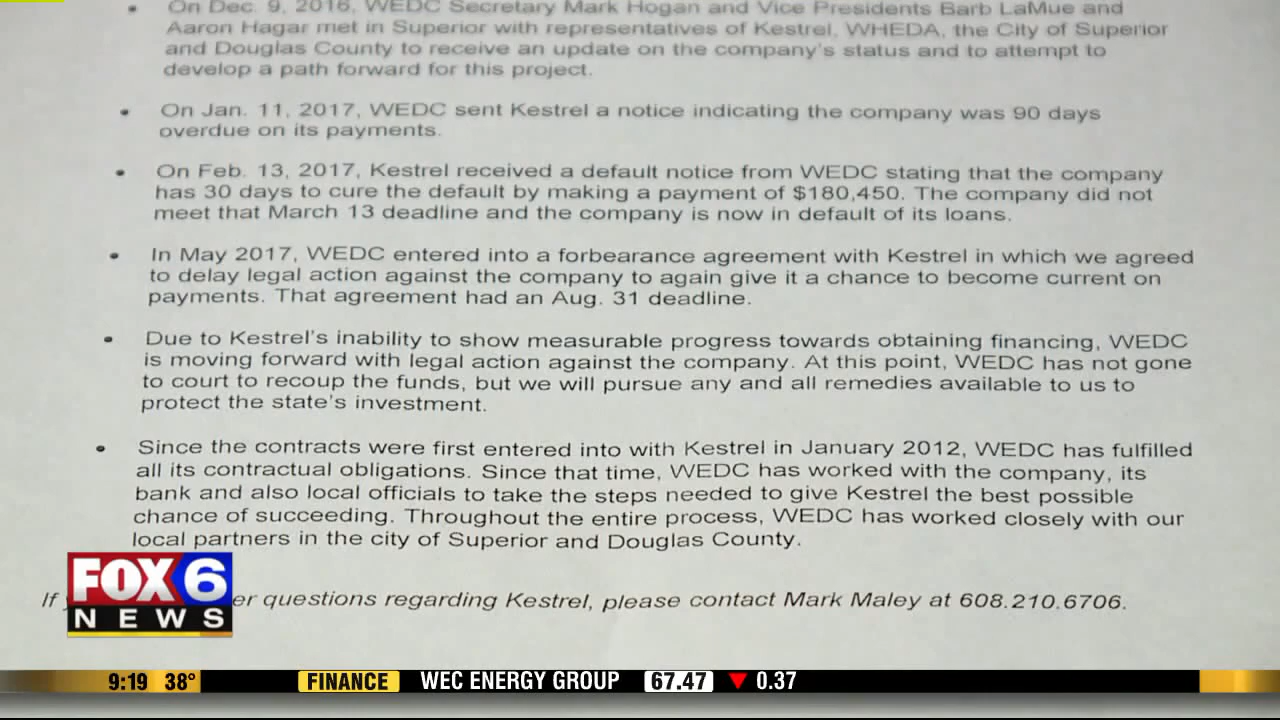 On Dec. 9, 2016, WEDC Secretary Mark Hogan and Vice Presidents Barb LaMue and
Aaron Hagar met in Superior with representatives of Kestrel, WHEDA, the City of Superior
and Douglas County to receive an update on the company's status and to attempt to
develop a path forward for this project.
• On Jan. 11, 2017, WEDC sent Kestrel a notice indicating the company was 90 days
overdue on its payments.
• On Feb. 13, 2017, Kestrel received a default notice from WEDC stating that the company
has 30 days to cure the default by making a payment of $180,450. The company did not
meet that March 13 deadline and the company is now in default of its loans.
• In May 2017, WEDC entered into a forbearance agreement with Kestrel in which we agreed
to delay legal action against the company to again give it a chance to become current on
payments. That agreement had an Aug. 31 deadline.
• Due to Kestrel's inability to show measurable progress towards obtaining financing, WEDC
is moving forward with legal action against the company. At this point, WEDC has not gone
to court to recoup the funds, but we will pursue any and all remedies available to us to
protect the state's investment.
• Since the contracts were first entered into with Kestrel in January 2012, WEDC has fulfilled
all its contractual obligations. Since that time, WEDC has worked with the company, its
bank and also local officials to take the steps needed to give Kestrel the best possible
chance of succeeding. Throughout the entire process, WEDC has worked closely with our
local partners in the city of Superior and Douglas County.
If er questions regarding Kestrel, please contact Mark Maley at 608.210.6706.
FOX 6
NEWS
9:19 38° FINANCE WEC ENERGY GROUP 67.47 ▼ 0.37